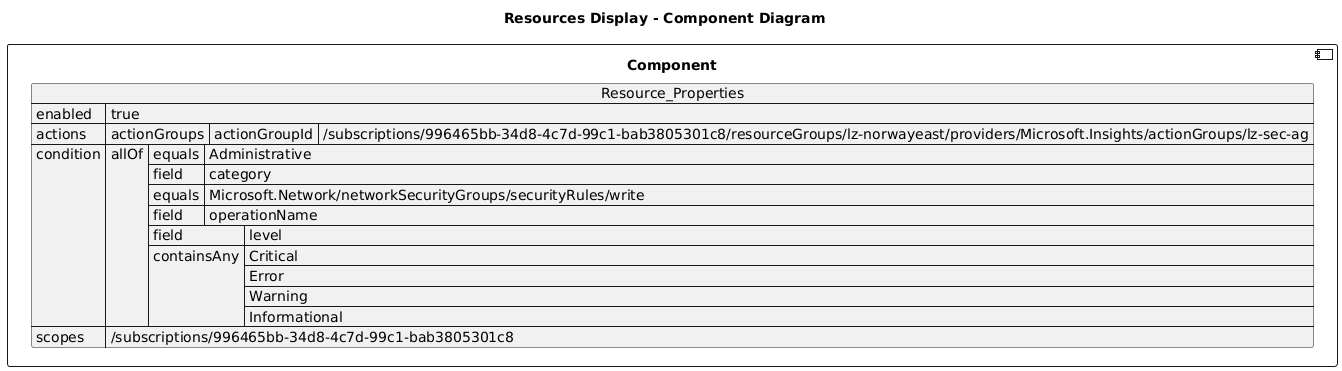 Resources Display - Component Diagram
Component
Resource_Properties
enabled true
actions actionGroups actionGroupId /subscriptions/996465bb-34d8-4c7d-99c1-bab3805301c8/resourceGroups/lz-norwayeast/providers/Microsoft.Insights/actionGroups/lz-sec-ag
condition allOf equals Administrative
field category
equals Microsoft.Network/networkSecurityGroups/securityRules/write
field operationName
field level
containsAny Critical
Error
Warning
Informational
scopes /subscriptions/996465bb-34d8-4c7d-99c1-bab3805301c8